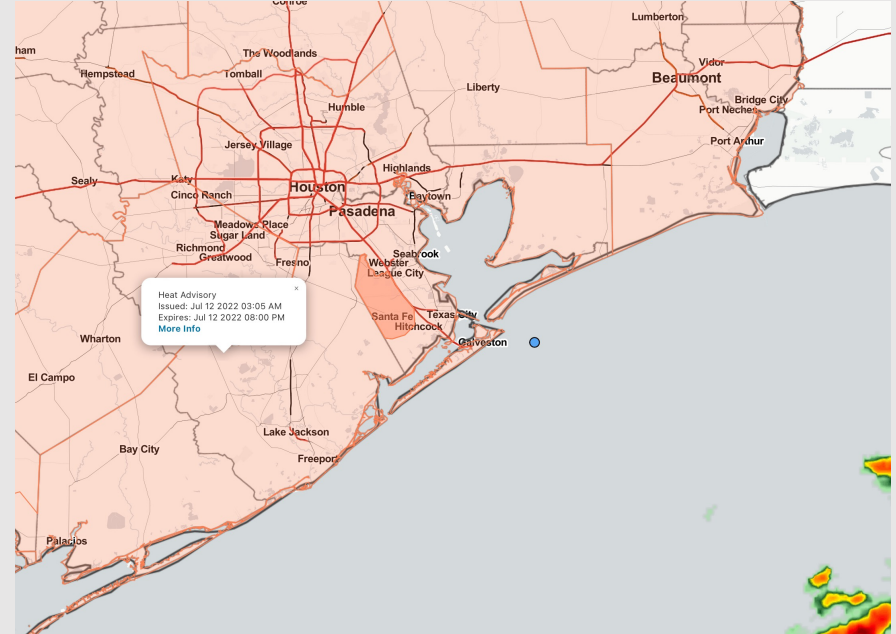 Conroe
Lumberton
ham
The Woodlands
Hempstead
Tomball
Vidor
Beaumont
Liberty
Humble
Bridge City
Port Neches
Jersey Village
Port Arthur
Highlands
Sealy
Katy
Houston
Cinco Ranch
Baytown
Pasadena
Meadows Place
Sugar Land
Richmond
Greatwood
Seabrook
Fresno
Webster
League City
×
Heat Advisory
Issued: Jul 12 2022 03:05 AM
Expires: Jul 12 2022 08:00 PM
More Info
Santa Fe
Texas City
Hitchcock
Wharton
Galveston
El Campo
Lake Jackson
Bay City
Freeport
Palacios